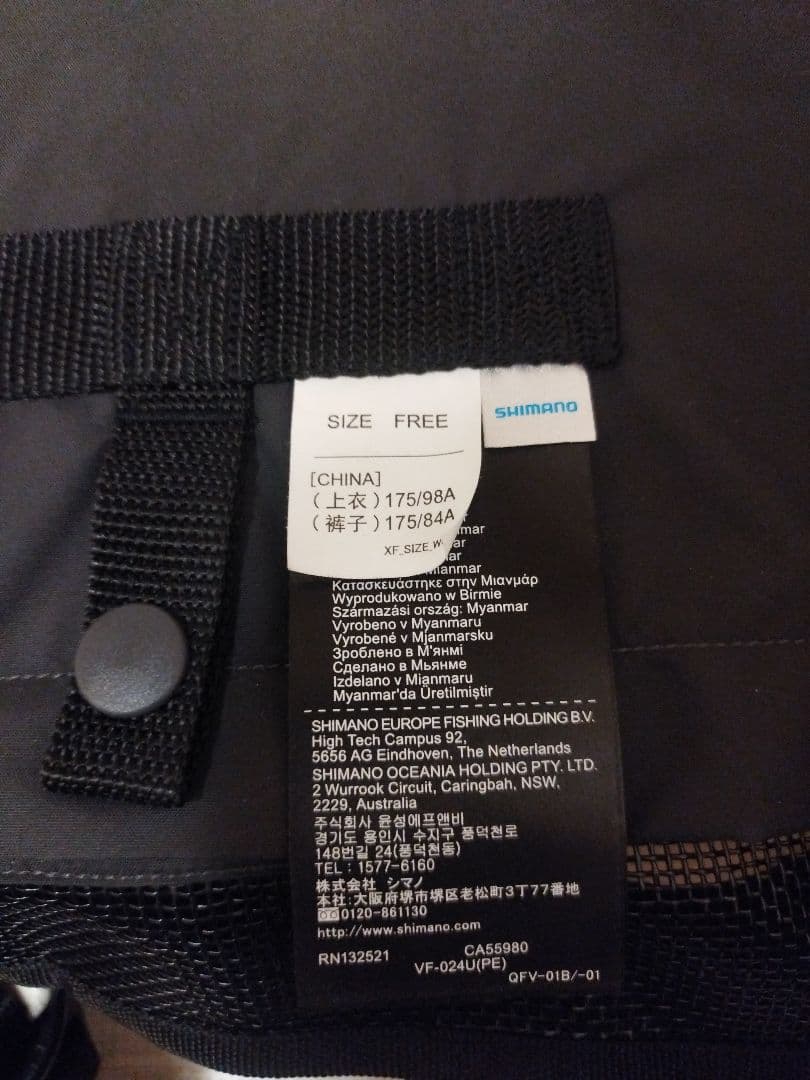 SIZE FREE
SHIMANO
[CHINA]
(上衣)175/98A
(裤子)175/84A
XF_SIZE_W
mar
ar
ar
Mianmar
Κατασκευάστηκε στην Μιανμάρ
Wyprodukowano w Birmie
Származási ország: Myanmar
Vyrobeno v Myanmaru
Vyrobené v Mjanmarsku
Зроблено в М'янмі
Сделано в Мьянме
Izdelano v Mianmaru
Myanmar'da Üretilmiştir
SHIMANO EUROPE FISHING HOLDING B.V.
High Tech Campus 92,
5656 AG Eindhoven, The Netherlands
SHIMANO OCEANIA HOLDING PTY. LTD.
2 Wurrook Circuit, Caringbah, NSW,
2229, Australia
주식회사 윤성에프앤비
경기도 용인시 수지구 풍덕천로
148번길 24(풍덕천동)
TEL : 1577-6160
株式会社 シマノ
本社:大阪府堺市堺区老松町3丁77番地
0120-861130
http://www.shimano.com
RN132521 CA55980
VF-024U(PE)
QFV-01B/-01